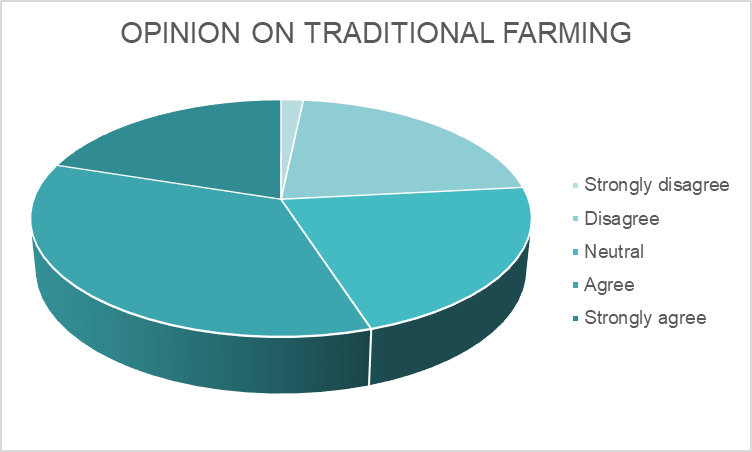 OPINION ON TRADITIONAL FARMING
Strongly disagree
Disagree
Neutral
Agree
Strongly agree